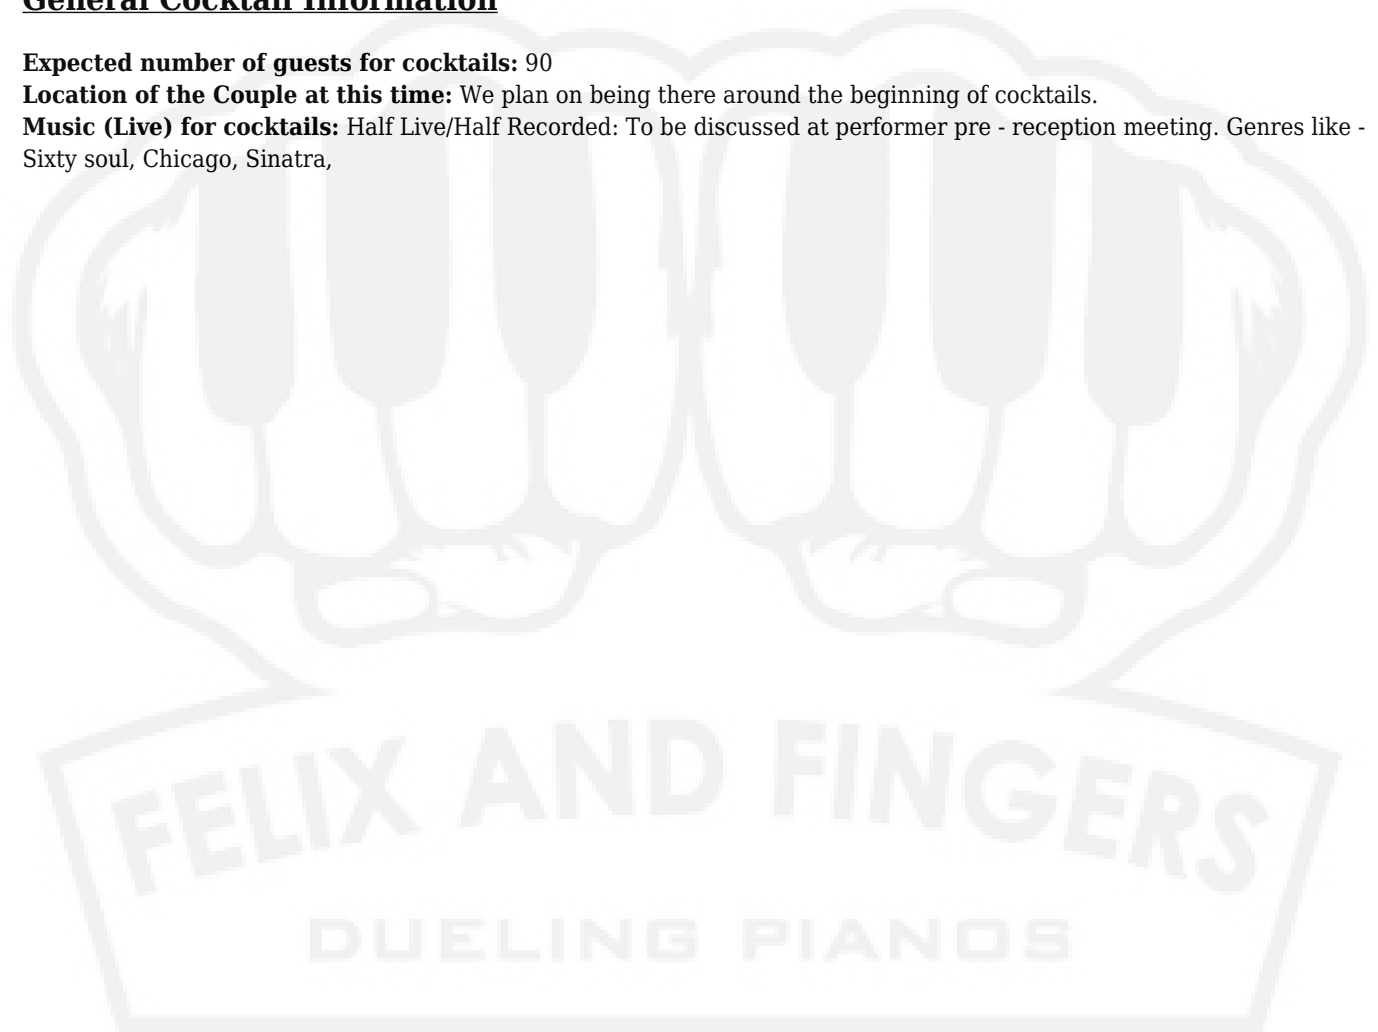 General Cocktail Information
Expected number of guests for cocktails: 90
Location of the Couple at this time: We plan on being there around the beginning of cocktails.
Music (Live) for cocktails: Half Live/Half Recorded: To be discussed at performer pre - reception meeting. Genres like -
Sixty soul, Chicago, Sinatra,
FELIX AND FINGERS
DUELING PIANOS